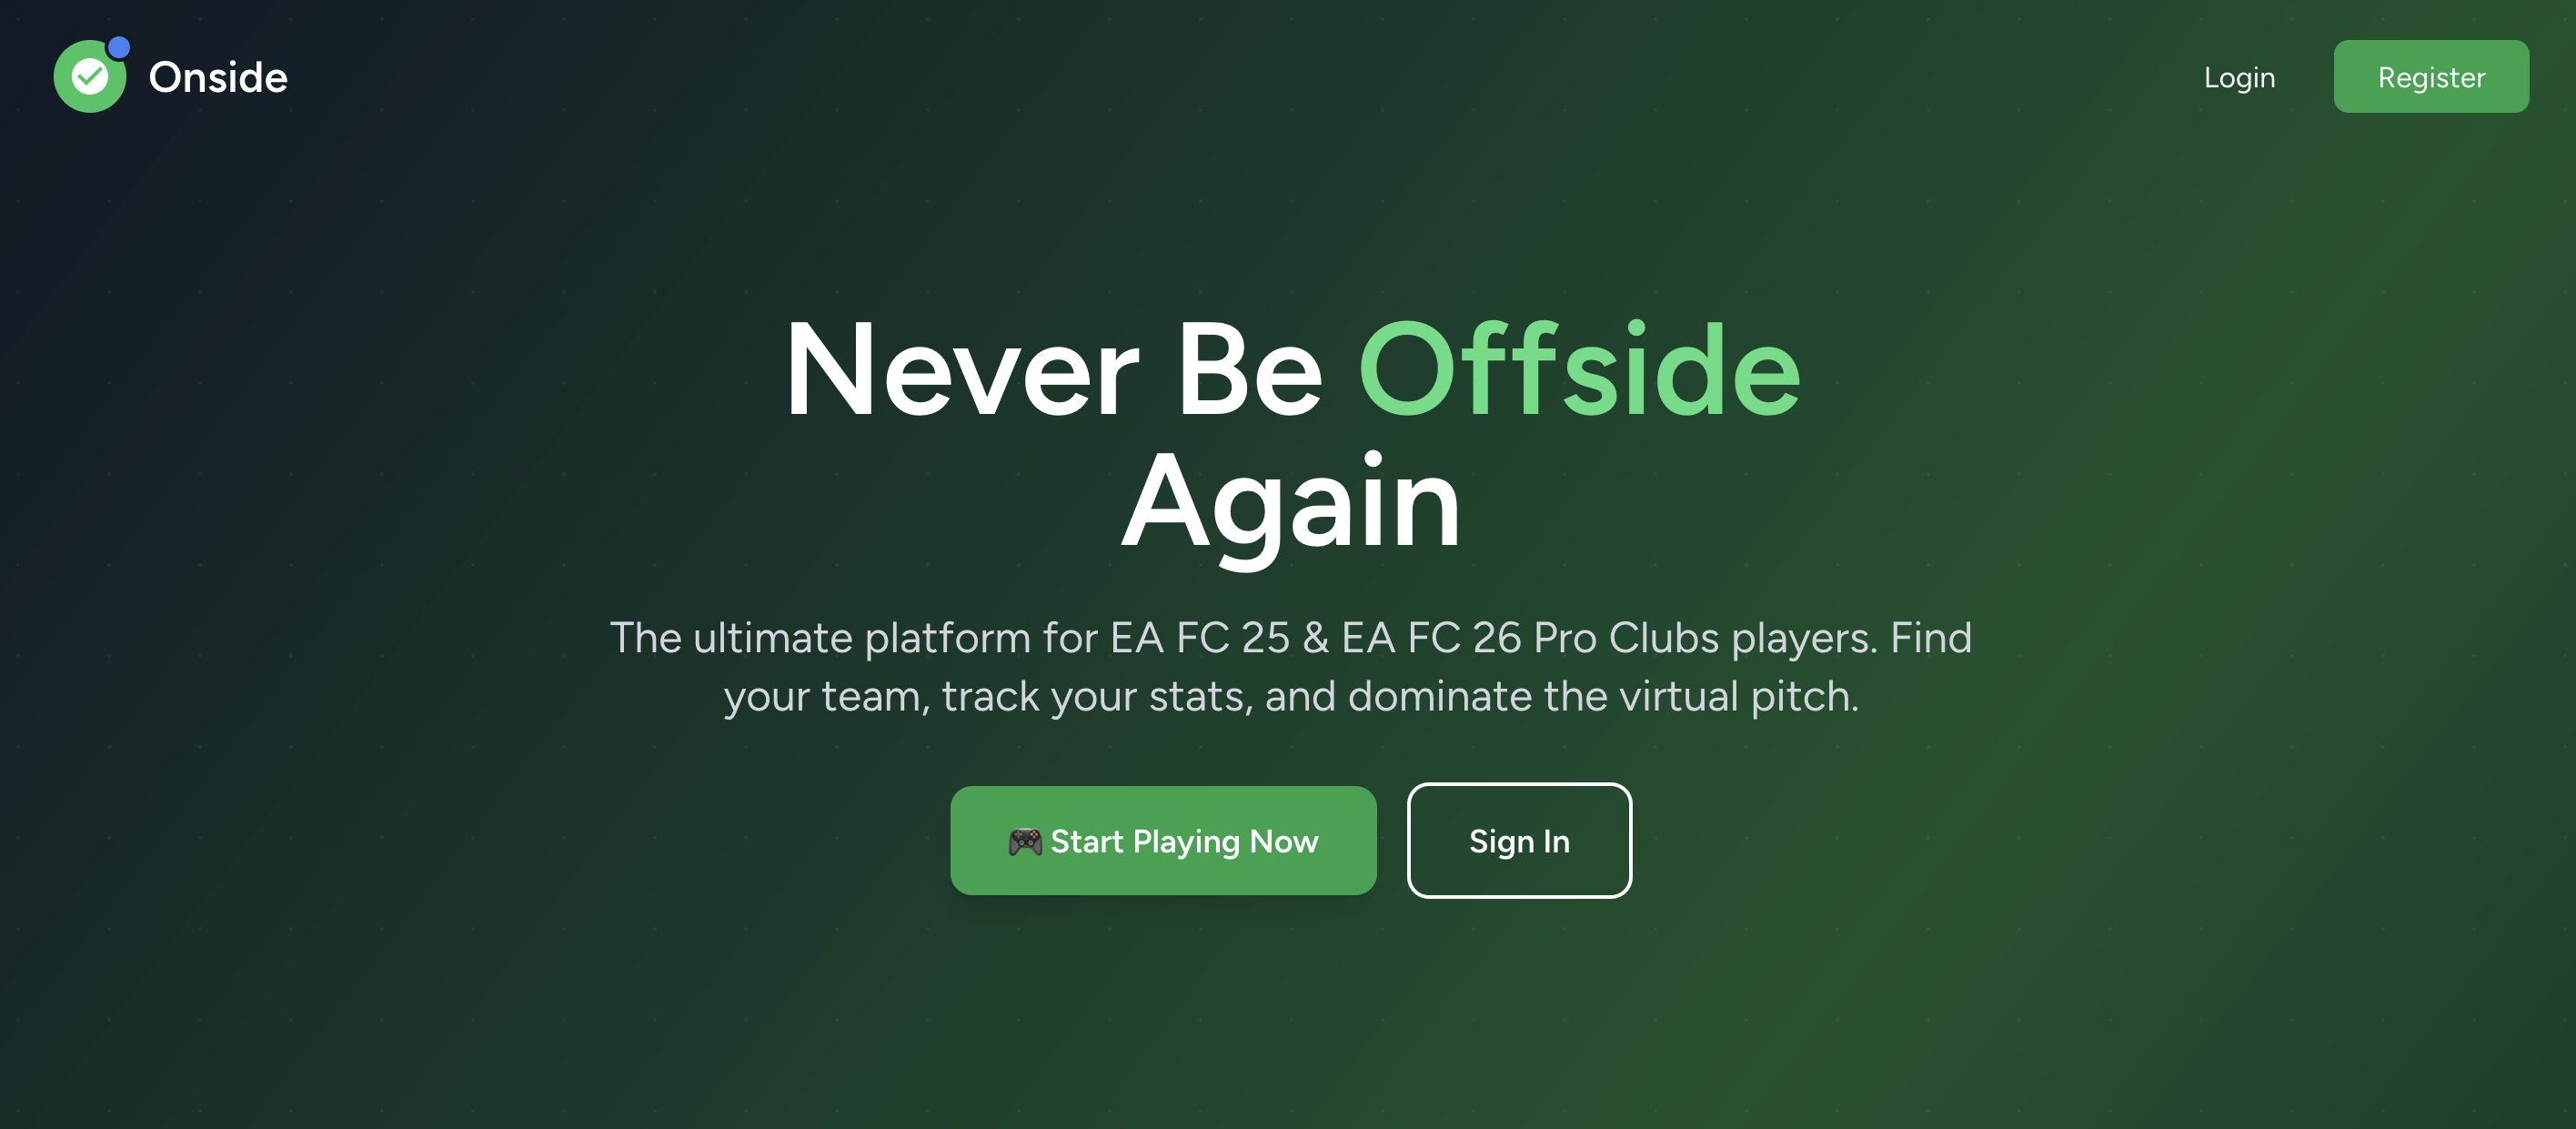 Onside
Login
Register
Never Be Offside
Again
The ultimate platform for EA FC 25 & EA FC 26 Pro Clubs players. Find
your team, track your stats, and dominate the virtual pitch.
🎮 Start Playing Now
Sign In